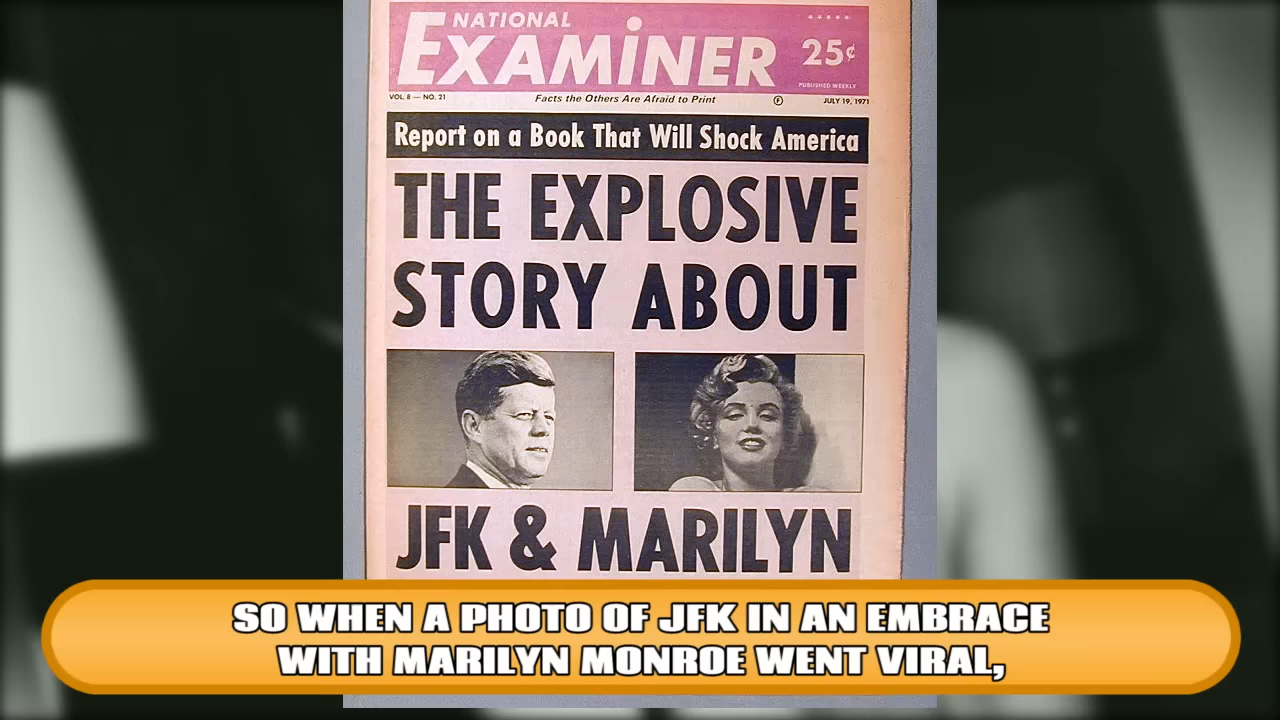 NATIONAL
EXAMINER
25¢
PUBLISHED WEEKLY
VOL. 8 — NO. 21
Facts the Others Are Afraid to Print
JULY 19, 1971
Report on a Book That Will Shock America
THE EXPLOSIVE
STORY ABOUT
JFK & MARILYN
SO WHEN A PHOTO OF JFK IN AN EMBRACE
WITH MARILYN MONROE WENT VIRAL,